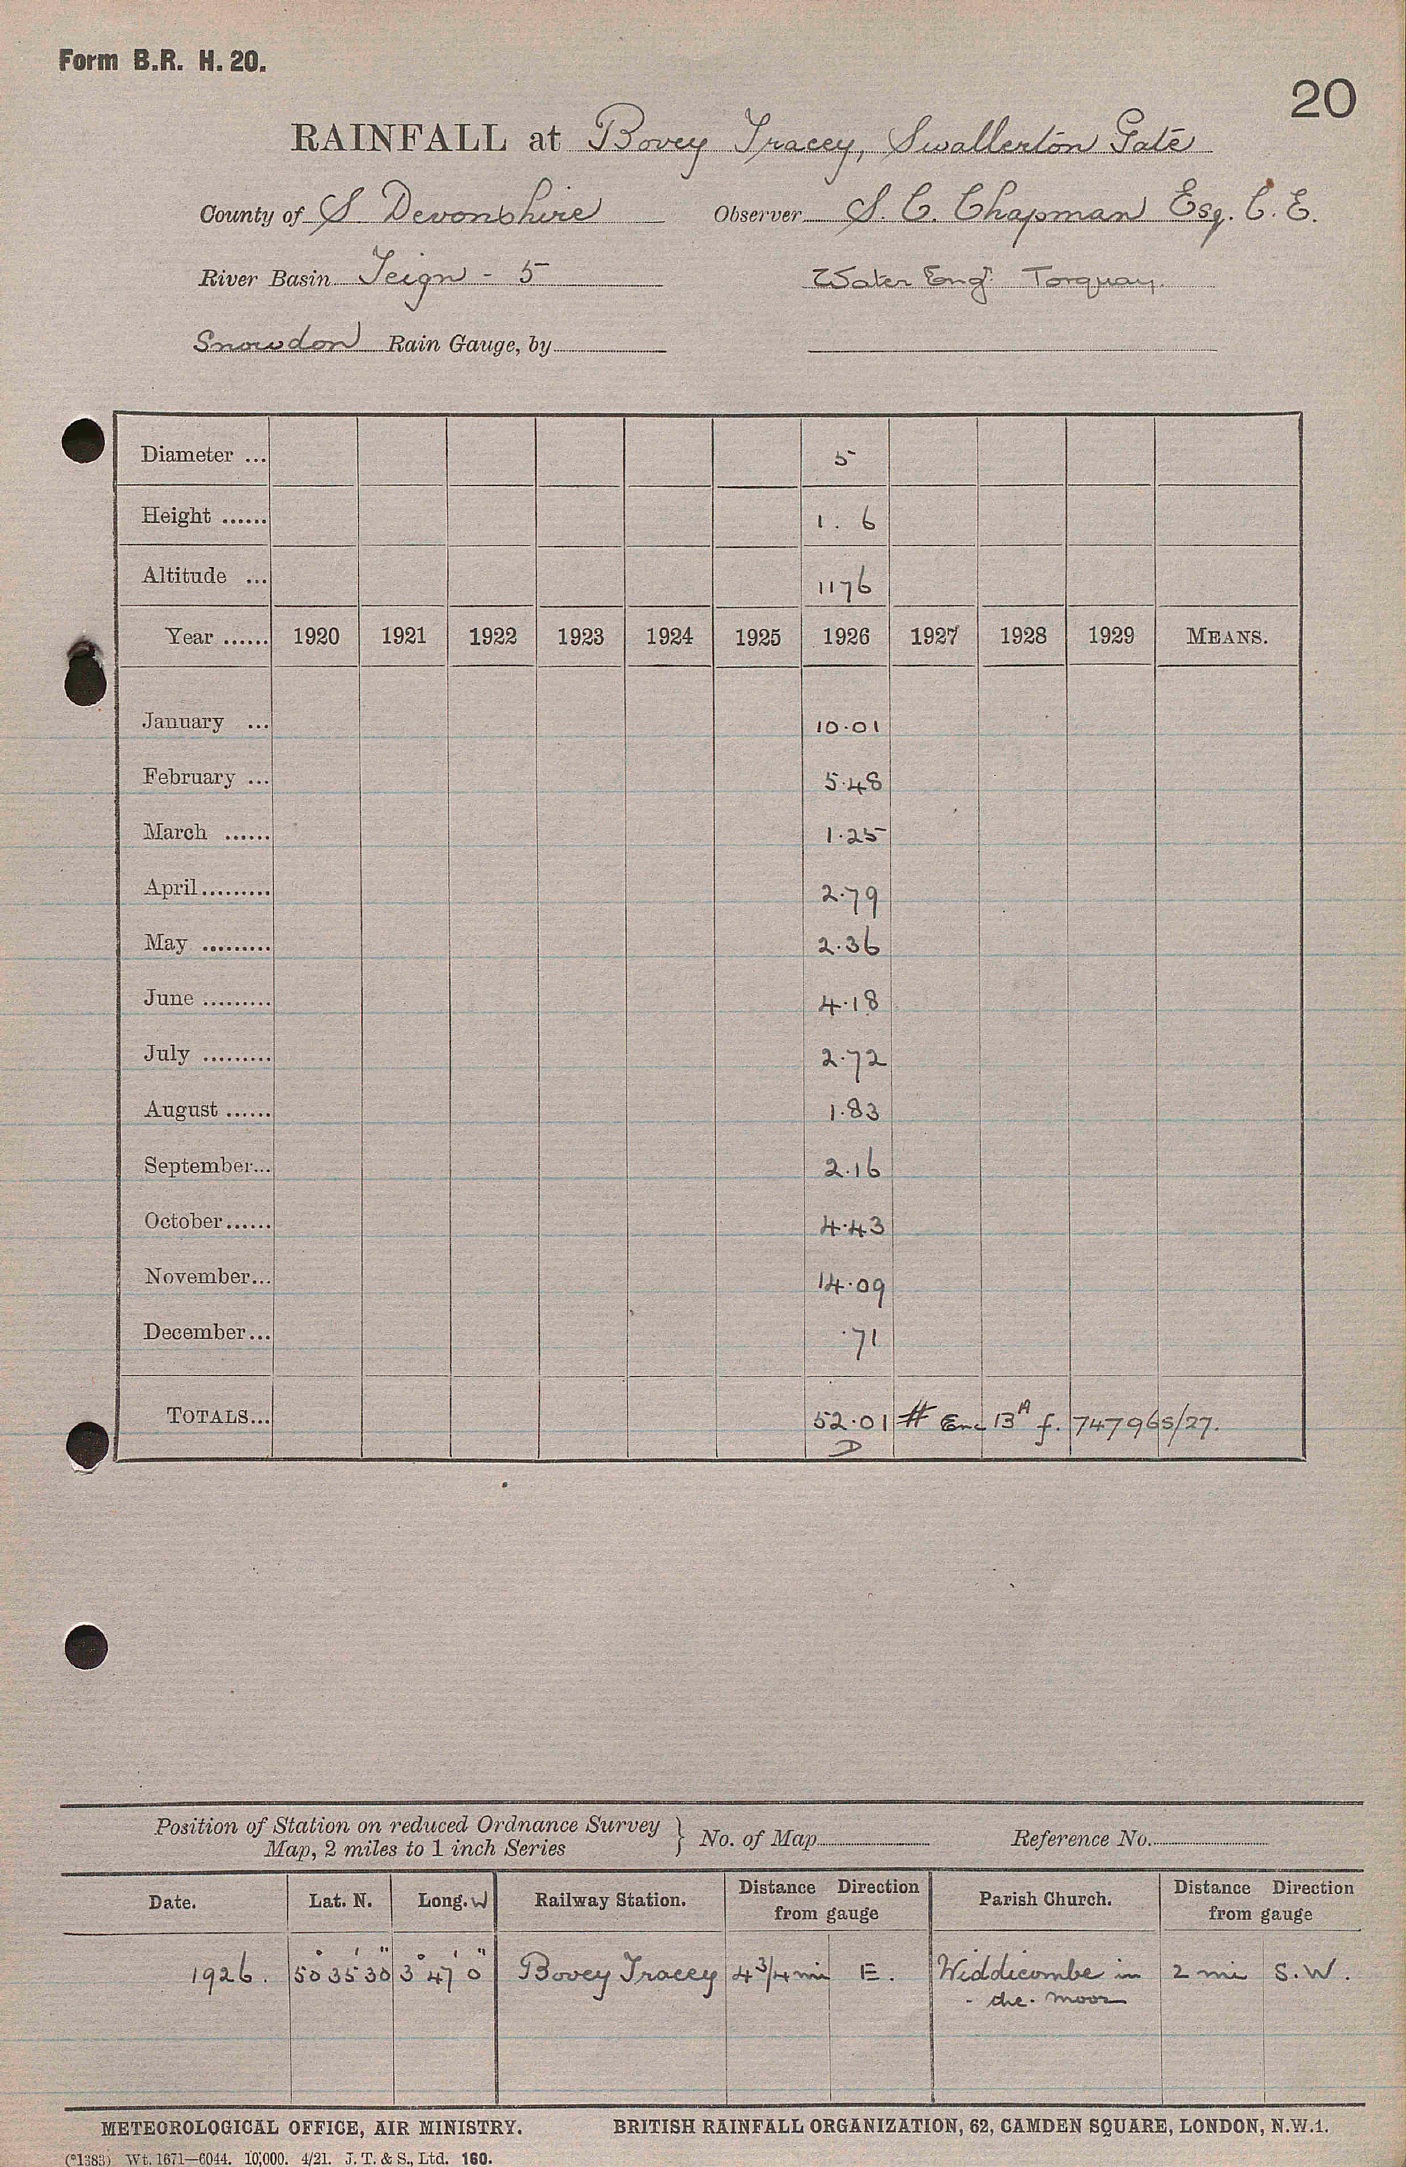 Form B.R. H. 20.
20
RAINFALL at Bovey Tracey, Swallerton Gate
County of S. Devonshire Observer S. C. Chapman Esq. C. E.
River Basin Teign - 5 Water Engr. Torquay.
Snowdon Rain Gauge, by
Diameter ... 5
Height ...... 1. 6
Altitude ... 1176
Year ...... 1920 1921 1922 1923 1924 1925 1926 1927 1928 1929 MEANS.
January ... 10.01
February ... 5.48
March ...... 1.25
April......... 2.79
May ......... 2.36
June ......... 4.18
July ......... 2.72
August ...... 1.83
September... 2.16
October...... 4.43
November... 14.09
December... .71
TOTALS... 52.01 # Enc 13A f. 747965/27.
D
Position of Station on reduced Ordnance Survey
Map, 2 miles to 1 inch Series } No. of Map Reference No.
Date. Lat. N. Long. W Railway Station. Distance Direction from gauge Parish Church. Distance Direction from gauge
1926. 50° 35' 30" 3° 47' 0" Bovey Tracey 4 3/4 mi E. Widdicombe in 2 mi S.W.
- the - moor
METEOROLOGICAL OFFICE, AIR MINISTRY. BRITISH RAINFALL ORGANIZATION, 62, CAMDEN SQUARE, LONDON, N.W.1.
(*1383) Wt. 1671—6044. 10,000. 4/21. J. T. & S., Ltd. 160.